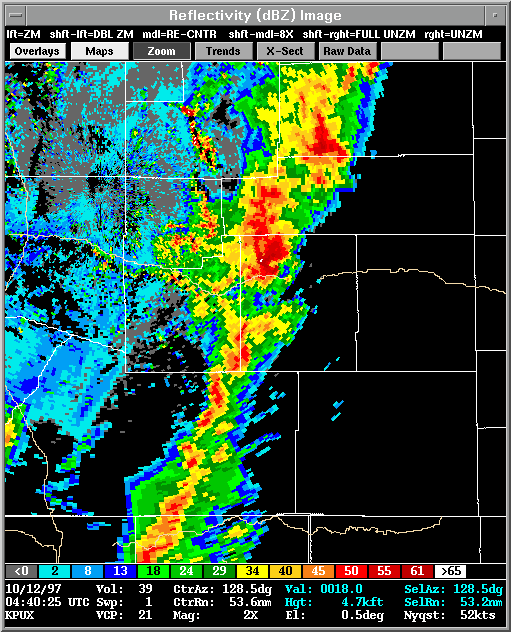 Reflectivity (dBZ) Image
lft=ZM shft-lft=DBL ZM mdl=RE-CNTR shft-mdl=8X shft-rght=FULL UNZM rght=UNZM
Overlays Maps Zoom Trends X-Sect Raw Data
<0 2 8 13 18 24 29 34 40 45 50 55 61 >65
10/12/97 Vol: 39 CtrAz: 128.5dg Val: 0018.0 SelAz: 128.5dg
04:40:25 UTC Swp: 1 CtrRn: 53.6nm Hgt: 4.7kft SelRn: 53.2nm
KPUX VCP: 21 Mag: 2X El: 0.5deg Nyqst: 52kts